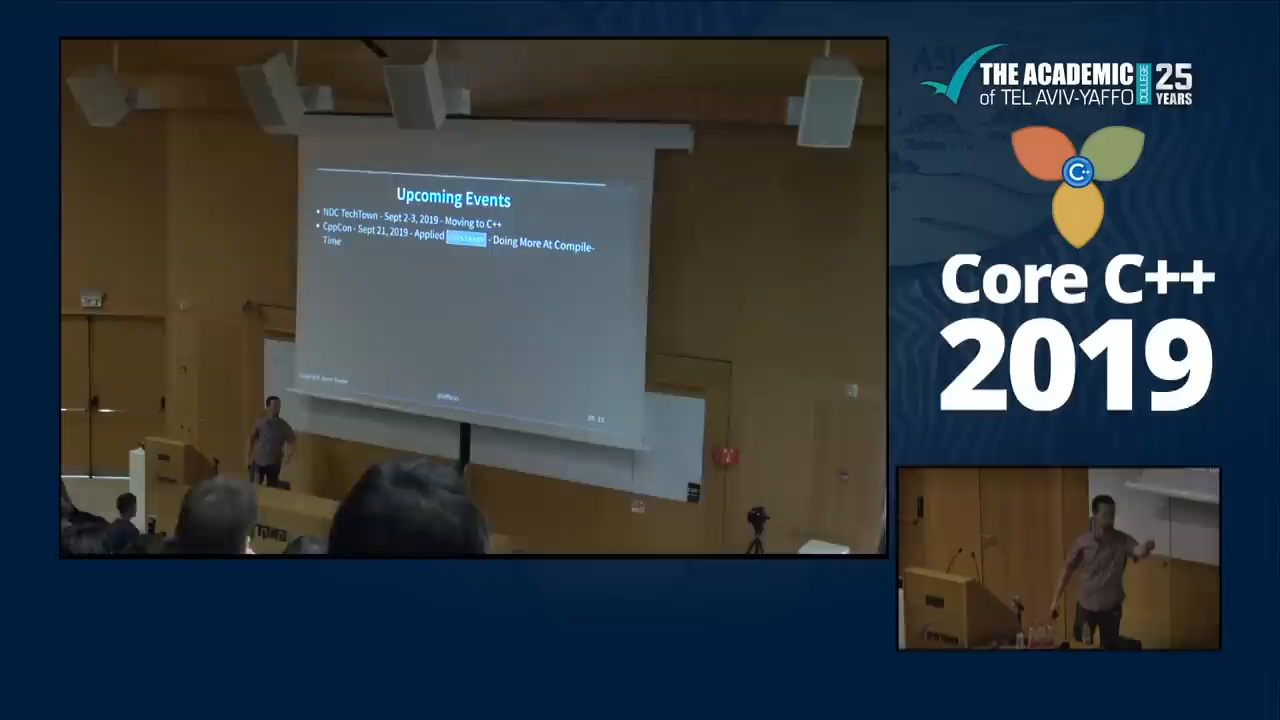 Upcoming Events
• NDC TechTown - Sept 2-3, 2019 - Moving to C++
• CppCon - Sept 21, 2019 - Applied constexpr - Doing More At Compile-
Time
THE ACADEMIC
COLLEGE
of TEL AVIV-YAFFO
25
YEARS
C++
Core C++
2019